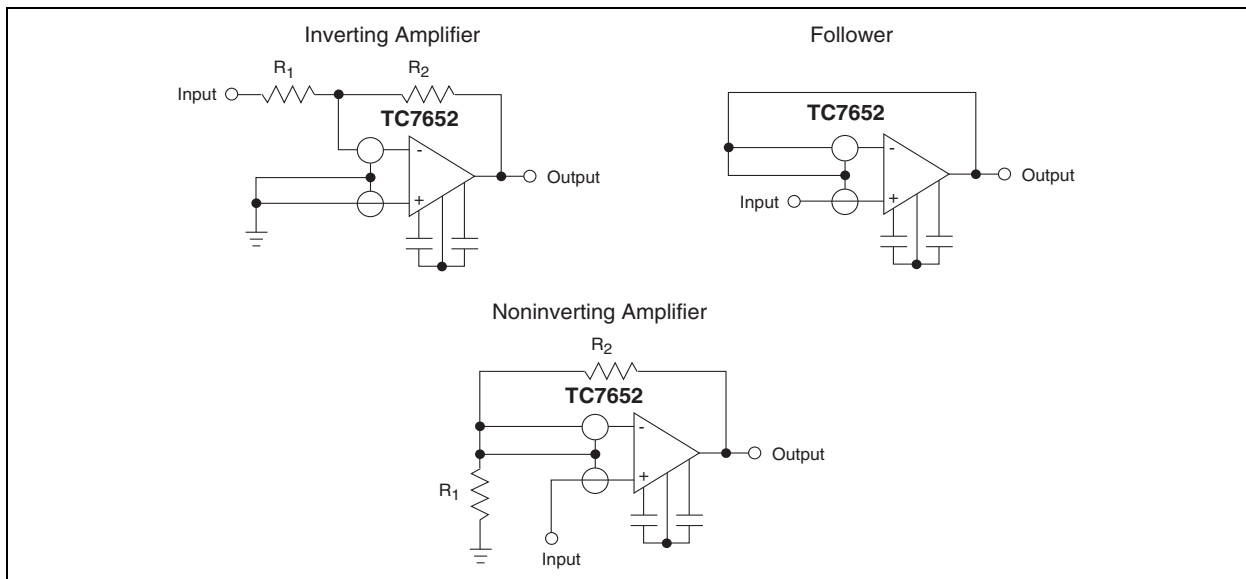 Inverting Amplifier
R1
R2
Input
TC7652
-
+
Output
Follower
TC7652
-
Input
+
Output
Noninverting Amplifier
R2
TC7652
-
+
Output
R1
Input